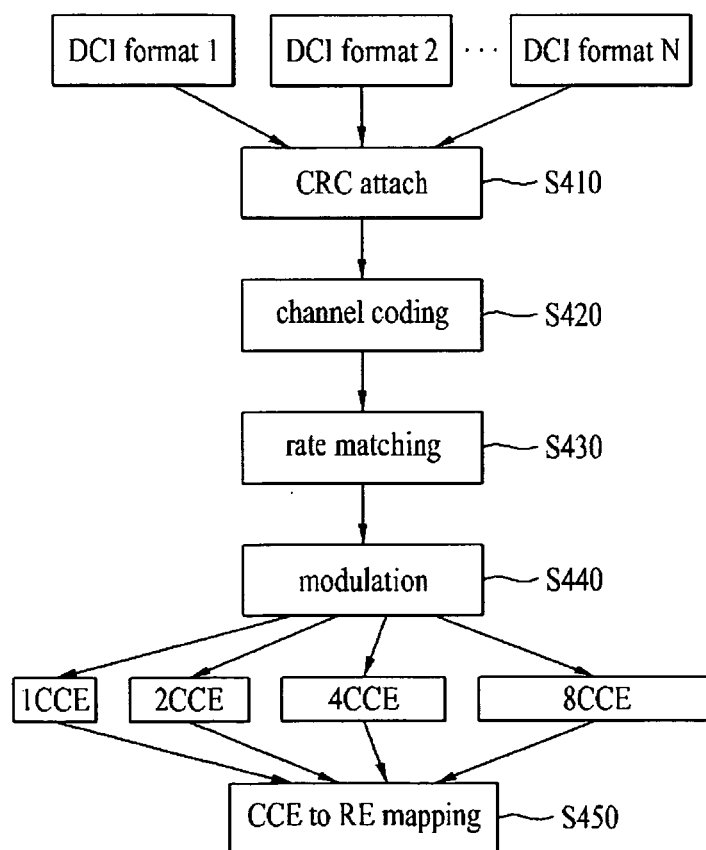 DCI format 1
DCI format 2
···
DCI format N
CRC attach
S410
channel coding
S420
rate matching
S430
modulation
S440
1CCE
2CCE
4CCE
8CCE
CCE to RE mapping
S450